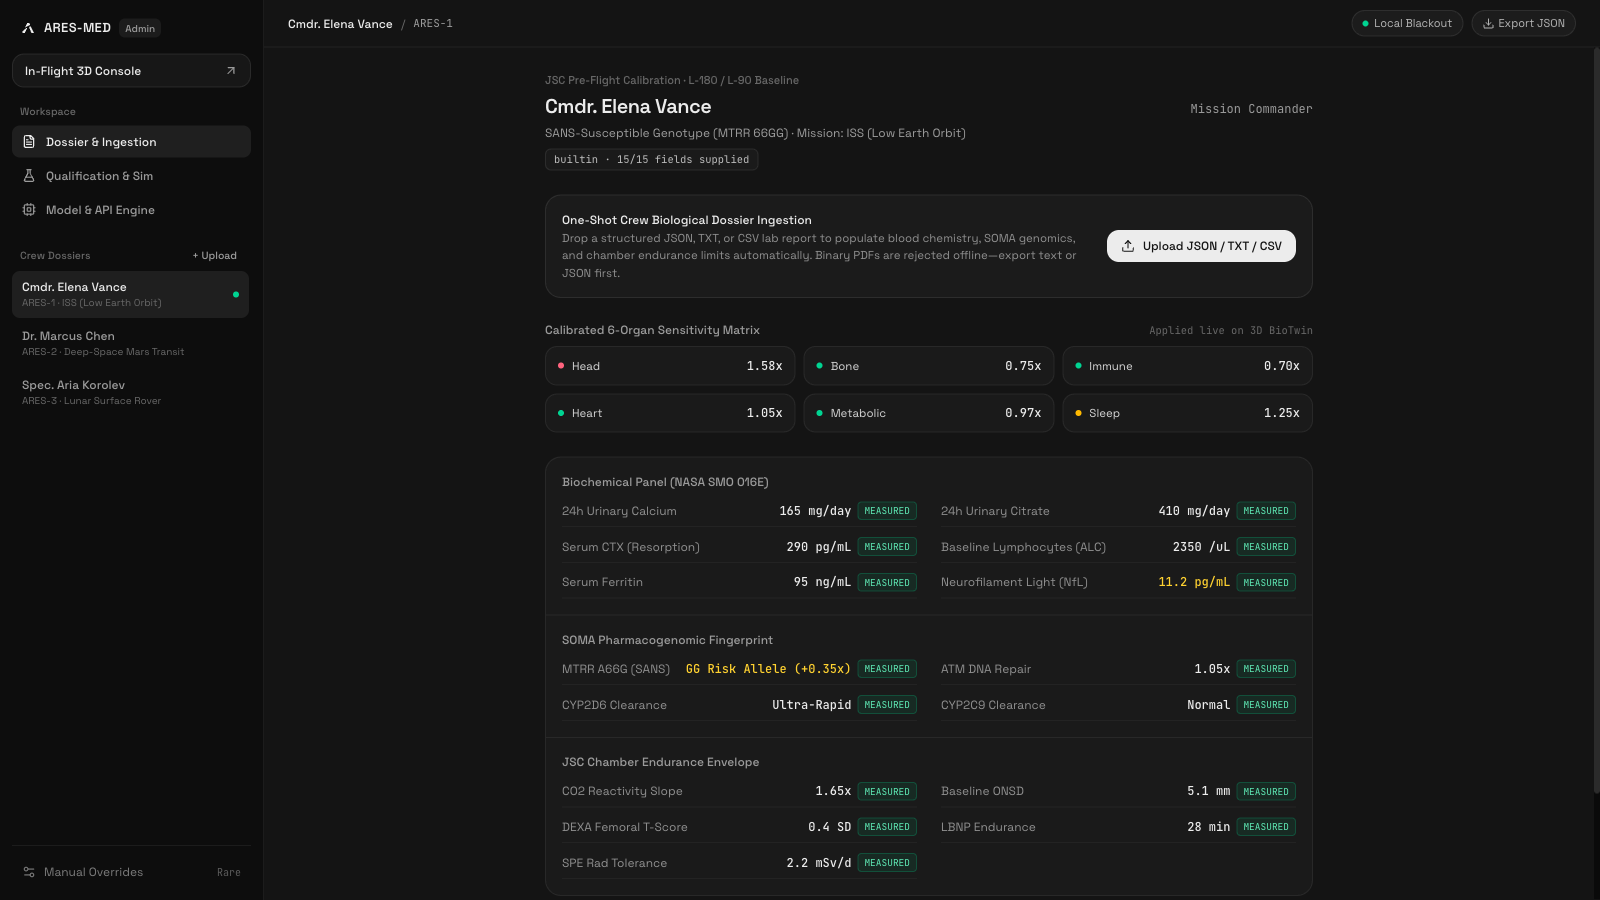 ARES-MED Admin
In-Flight 3D Console
Workspace
Dossier & Ingestion
Qualification & Sim
Model & API Engine
Crew Dossiers + Upload
Cmdr. Elena Vance
ARES-1 · ISS (Low Earth Orbit)
Dr. Marcus Chen
ARES-2 · Deep-Space Mars Transit
Spec. Aria Korolev
ARES-3 · Lunar Surface Rover
Manual Overrides Rare
Cmdr. Elena Vance / ARES-1
Local Blackout
Export JSON
JSC Pre-Flight Calibration · L-180 / L-90 Baseline
Cmdr. Elena Vance
Mission Commander
SANS-Susceptible Genotype (MTRR 66GG) · Mission: ISS (Low Earth Orbit)
builtin · 15/15 fields supplied
One-Shot Crew Biological Dossier Ingestion
Drop a structured JSON, TXT, or CSV lab report to populate blood chemistry, SOMA genomics,
and chamber endurance limits automatically. Binary PDFs are rejected offline—export text or
JSON first.
Upload JSON / TXT / CSV
Calibrated 6-Organ Sensitivity Matrix
Applied live on 3D BioTwin
Head 1.58x
Bone 0.75x
Immune 0.70x
Heart 1.05x
Metabolic 0.97x
Sleep 1.25x
Biochemical Panel (NASA SMO 016E)
24h Urinary Calcium 165 mg/day MEASURED
24h Urinary Citrate 410 mg/day MEASURED
Serum CTX (Resorption) 290 pg/mL MEASURED
Baseline Lymphocytes (ALC) 2350 /uL MEASURED
Serum Ferritin 95 ng/mL MEASURED
Neurofilament Light (NfL) 11.2 pg/mL MEASURED
SOMA Pharmacogenomic Fingerprint
MTRR A66G (SANS) GG Risk Allele (+0.35x) MEASURED
ATM DNA Repair 1.05x MEASURED
CYP2D6 Clearance Ultra-Rapid MEASURED
CYP2C9 Clearance Normal MEASURED
JSC Chamber Endurance Envelope
CO2 Reactivity Slope 1.65x MEASURED
Baseline ONSD 5.1 mm MEASURED
DEXA Femoral T-Score 0.4 SD MEASURED
LBNP Endurance 28 min MEASURED
SPE Rad Tolerance 2.2 mSv/d MEASURED